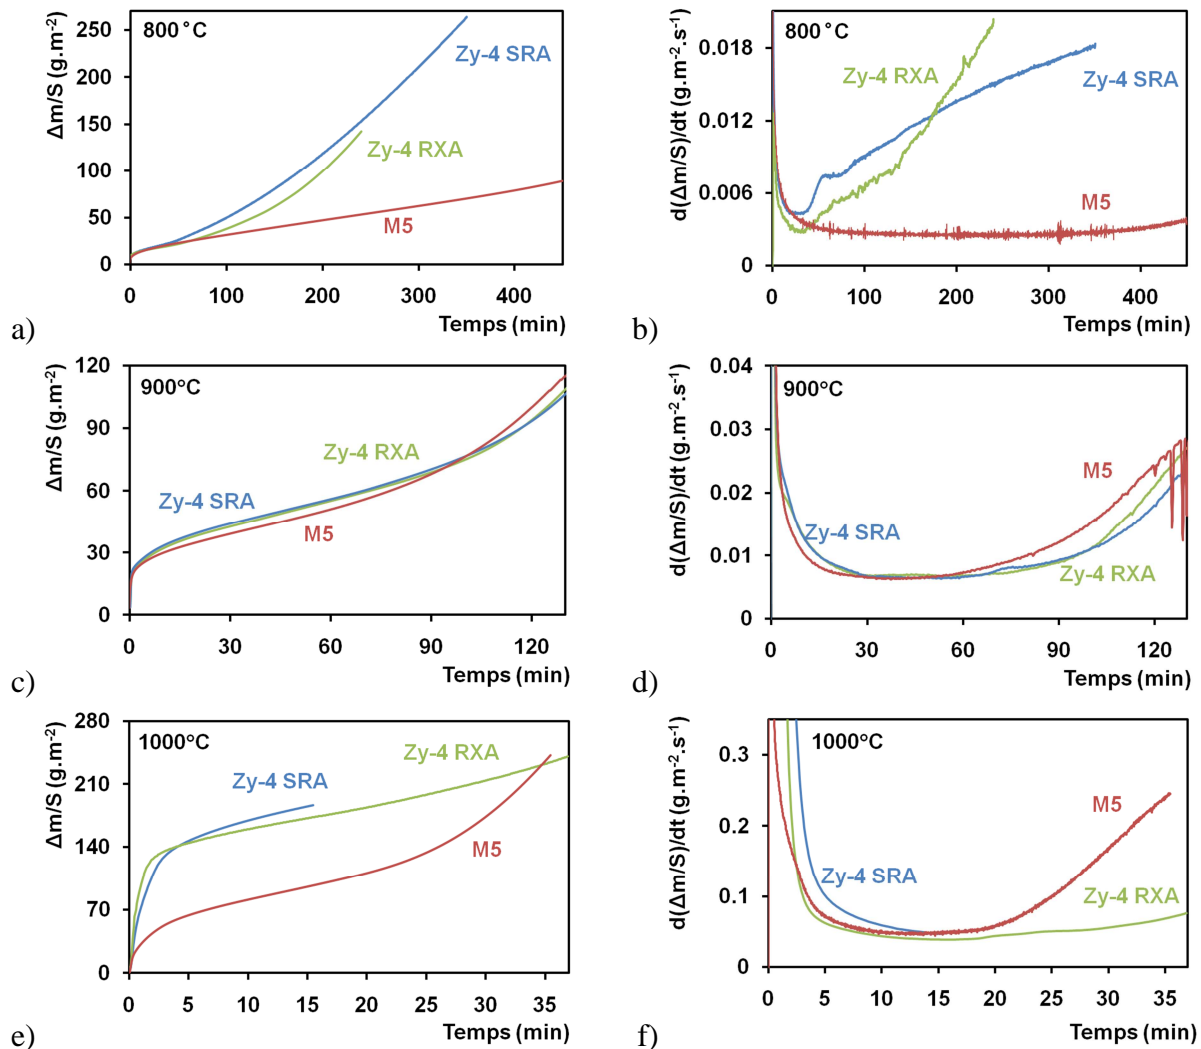 800°C
Δm/S (g.m-2)
250
200
150
100
50
0
Zy-4 SRA
Zy-4 RXA
M5
0 100 200 300 400
Temps (min)
a)
800°C
d(Δm/S)/dt (g.m-2.s-1)
0.018
0.012
0.006
0
Zy-4 RXA
Zy-4 SRA
M5
0 100 200 300 400
Temps (min)
b)
900°C
Δm/S (g.m-2)
120
90
60
30
0
Zy-4 RXA
Zy-4 SRA
M5
0 30 60 90 120
Temps (min)
c)
900°C
d(Δm/S)/dt (g.m-2.s-1)
0.04
0.03
0.02
0.01
0
M5
Zy-4 SRA
Zy-4 RXA
0 30 60 90 120
Temps (min)
d)
1000°C
Δm/S (g.m-2)
280
210
140
70
0
Zy-4 RXA
Zy-4 SRA
M5
0 5 10 15 20 25 30 35
Temps (min)
e)
1000°C
d(Δm/S)/dt (g.m-2.s-1)
0.3
0.2
0.1
0
M5
Zy-4 SRA
Zy-4 RXA
0 5 10 15 20 25 30 35
Temps (min)
f)